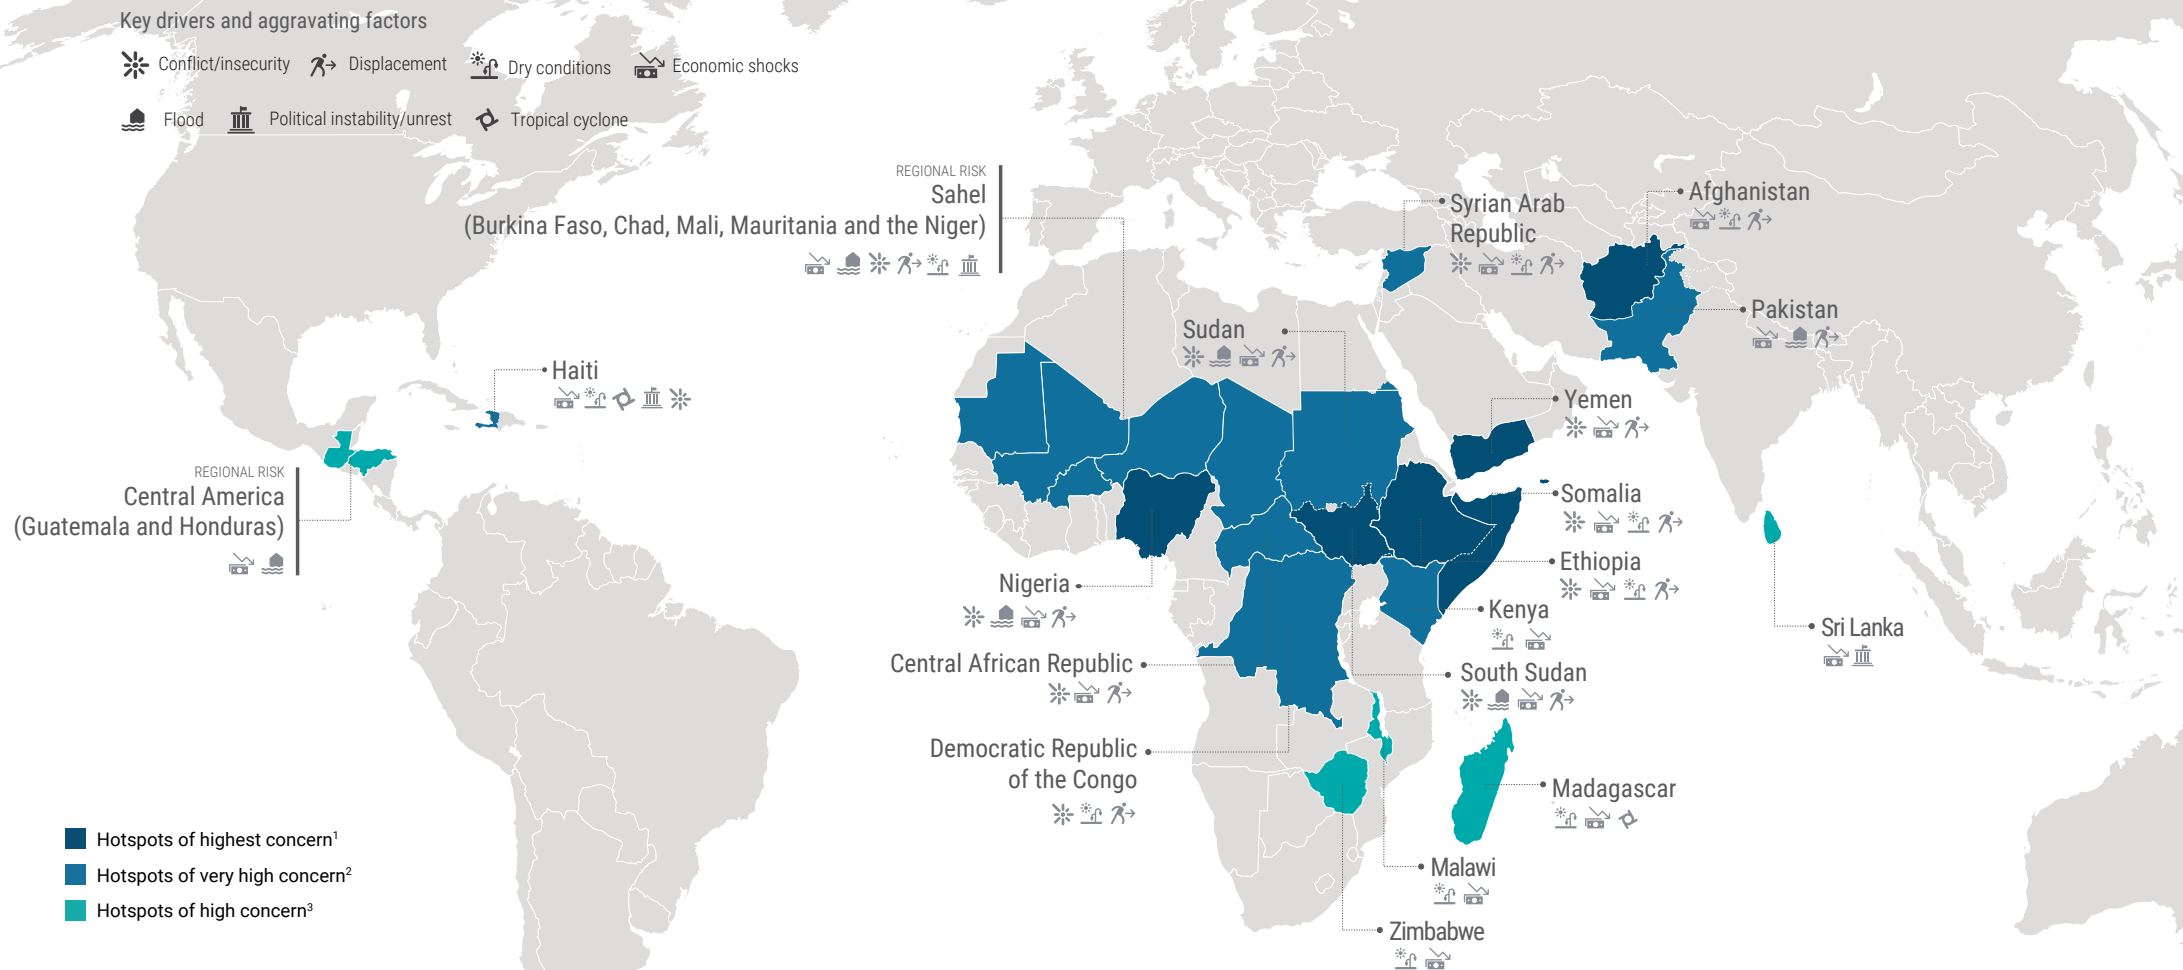 Key drivers and aggravating factors
Conflict/insecurity
Displacement
Dry conditions
Economic shocks
Flood
Political instability/unrest
Tropical cyclone
REGIONAL RISK
Sahel
(Burkina Faso, Chad, Mali, Mauritania and the Niger)
Syrian Arab
Republic
Afghanistan
Pakistan
Sudan
Haiti
Yemen
REGIONAL RISK
Central America
(Guatemala and Honduras)
Somalia
Ethiopia
Nigeria
Kenya
Sri Lanka
Central African Republic
South Sudan
Democratic Republic
of the Congo
Madagascar
Malawi
Zimbabwe
Hotspots of highest concern¹
Hotspots of very high concern²
Hotspots of high concern³